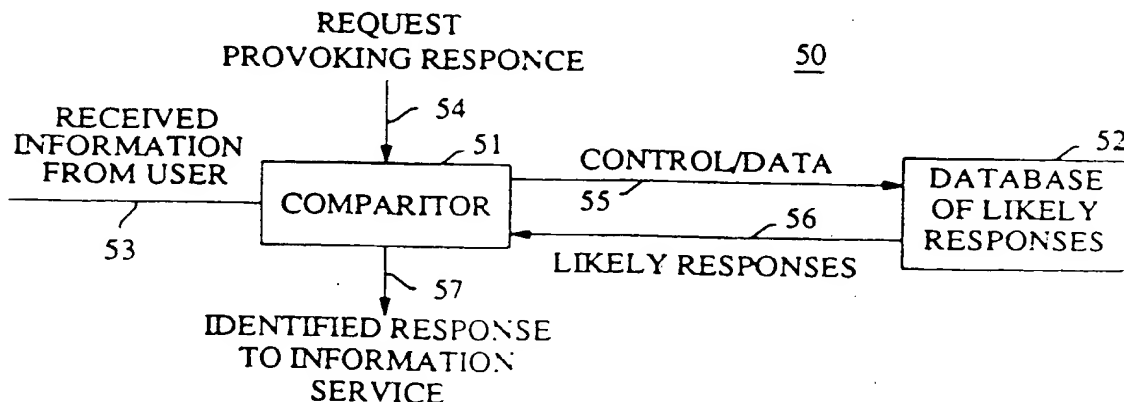 REQUEST
PROVOKING RESPONCE
50
54
RECEIVED
INFORMATION
FROM USER
53
51
COMPARITOR
CONTROL/DATA
55
56
LIKELY RESPONSES
52
DATABASE
OF LIKELY
RESPONSES
57
IDENTIFIED RESPONSE
TO INFORMATION
SERVICE